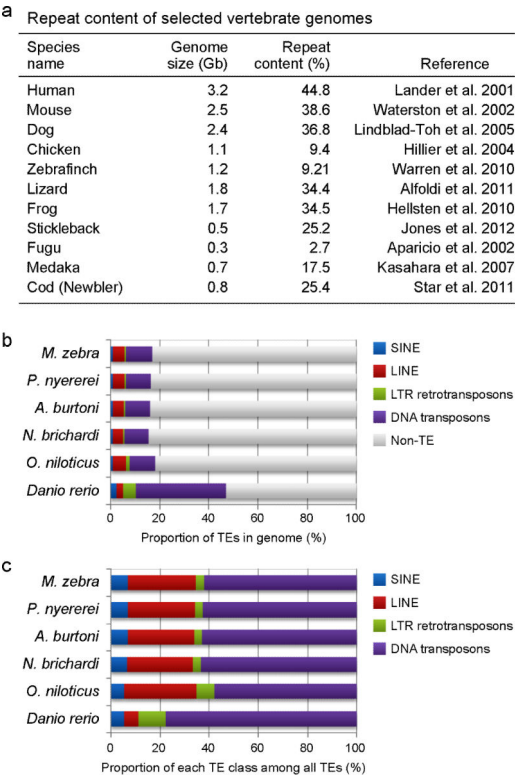 a
Repeat content of selected vertebrate genomes
Species name Genome size (Gb) Repeat content (%) Reference
Human 3.2 44.8 Lander et al. 2001
Mouse 2.5 38.6 Waterston et al. 2002
Dog 2.4 36.8 Lindblad-Toh et al. 2005
Chicken 1.1 9.4 Hillier et al. 2004
Zebrafinch 1.2 9.21 Warren et al. 2010
Lizard 1.8 34.4 Alfoldi et al. 2011
Frog 1.7 34.5 Hellsten et al. 2010
Stickleback 0.5 25.2 Jones et al. 2012
Fugu 0.3 2.7 Aparicio et al. 2002
Medaka 0.7 17.5 Kasahara et al. 2007
Cod (Newbler) 0.8 25.4 Star et al. 2011
b
M. zebra
P. nyererei
A. burtoni
N. brichardi
O. niloticus
Danio rerio
0 20 40 60 80 100
Proportion of TEs in genome (%)
SINE
LINE
LTR retrotransposons
DNA transposons
Non-TE
c
M. zebra
P. nyererei
A. burtoni
N. brichardi
O. niloticus
Danio rerio
0 20 40 60 80 100
Proportion of each TE class among all TEs (%)
SINE
LINE
LTR retrotransposons
DNA transposons